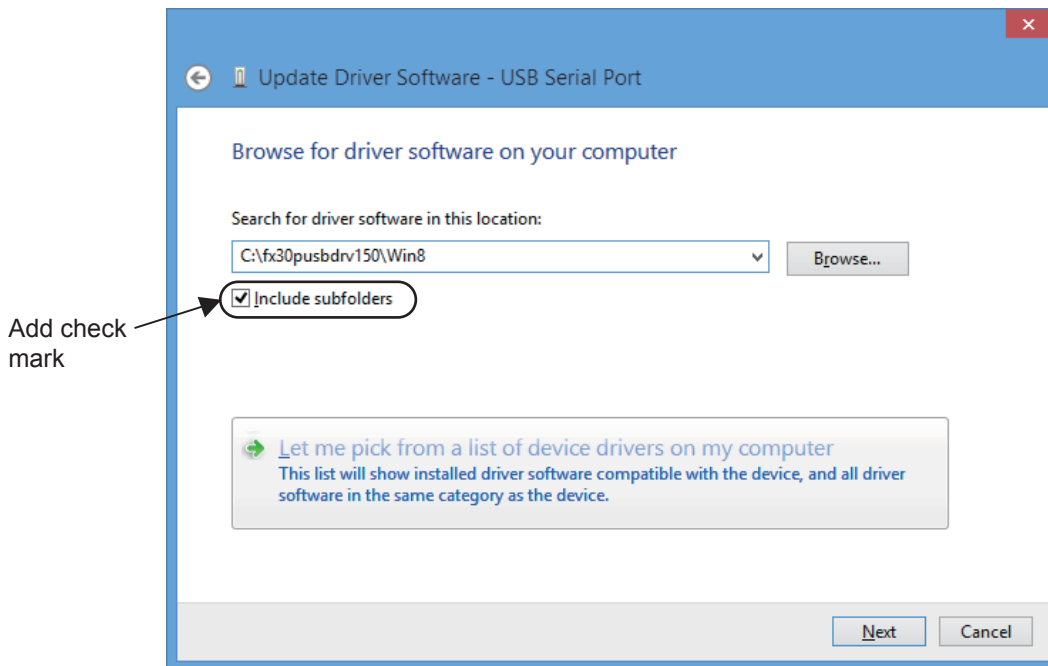 Update Driver Software - USB Serial Port
Browse for driver software on your computer
Search for driver software in this location:
C:\fx30pusbdrv150\Win8
Browse...
Include subfolders
Add check
mark
Let me pick from a list of device drivers on my computer
This list will show installed driver software compatible with the device, and all driver
software in the same category as the device.
Next
Cancel